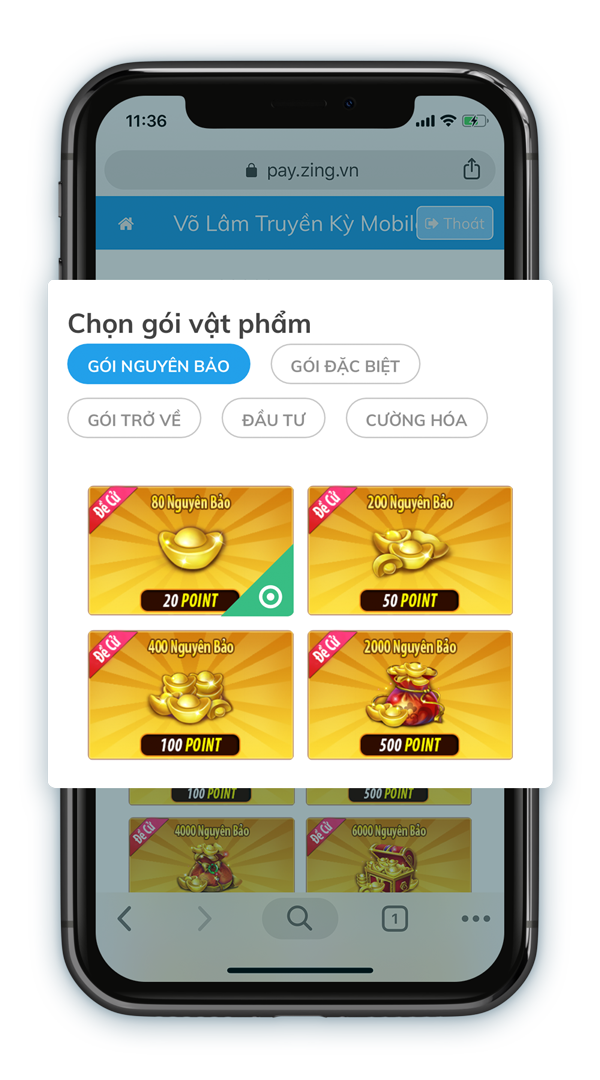 11:36
pay.zing.vn
Võ Lâm Truyền Kỳ Mobile
Thoát
Chọn gói vật phẩm
GÓI NGUYÊN BẢO
GÓI ĐẶC BIỆT
GÓI TRỞ VỀ
ĐẦU TƯ
CƯỜNG HÓA
Đề Cử
80 Nguyên Bảo
20 POINT
Đề Cử
200 Nguyên Bảo
50 POINT
Đề Cử
400 Nguyên Bảo
100 POINT
Đề Cử
2000 Nguyên Bảo
500 POINT
100 POINT
500 POINT
Đề Cử
4000 Nguyên Bảo
Đề Cử
6000 Nguyên Bảo
1